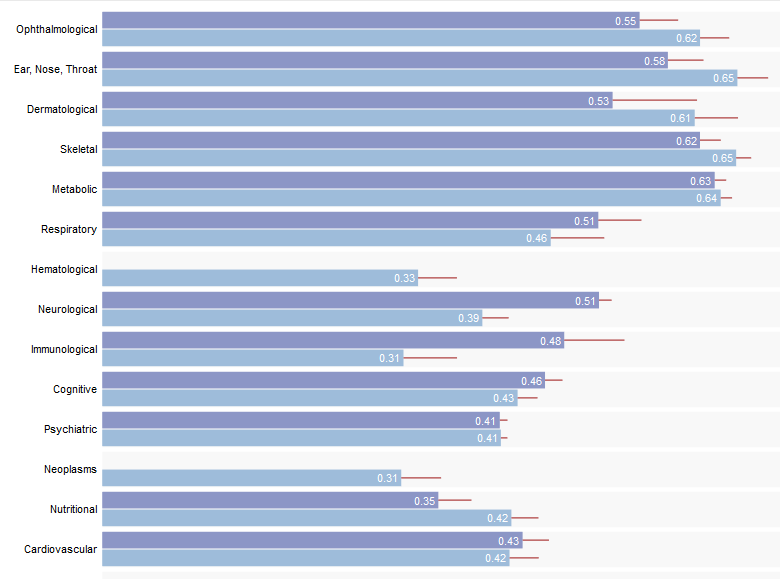 Ophthalmological
0.55
0.62
Ear, Nose, Throat
0.58
0.65
Dermatological
0.53
0.61
Skeletal
0.62
0.65
Metabolic
0.63
0.64
Respiratory
0.51
0.46
Hematological
0.33
Neurological
0.51
0.39
Immunological
0.48
0.31
Cognitive
0.46
0.43
Psychiatric
0.41
0.41
Neoplasms
0.31
Nutritional
0.35
0.42
Cardiovascular
0.43
0.42